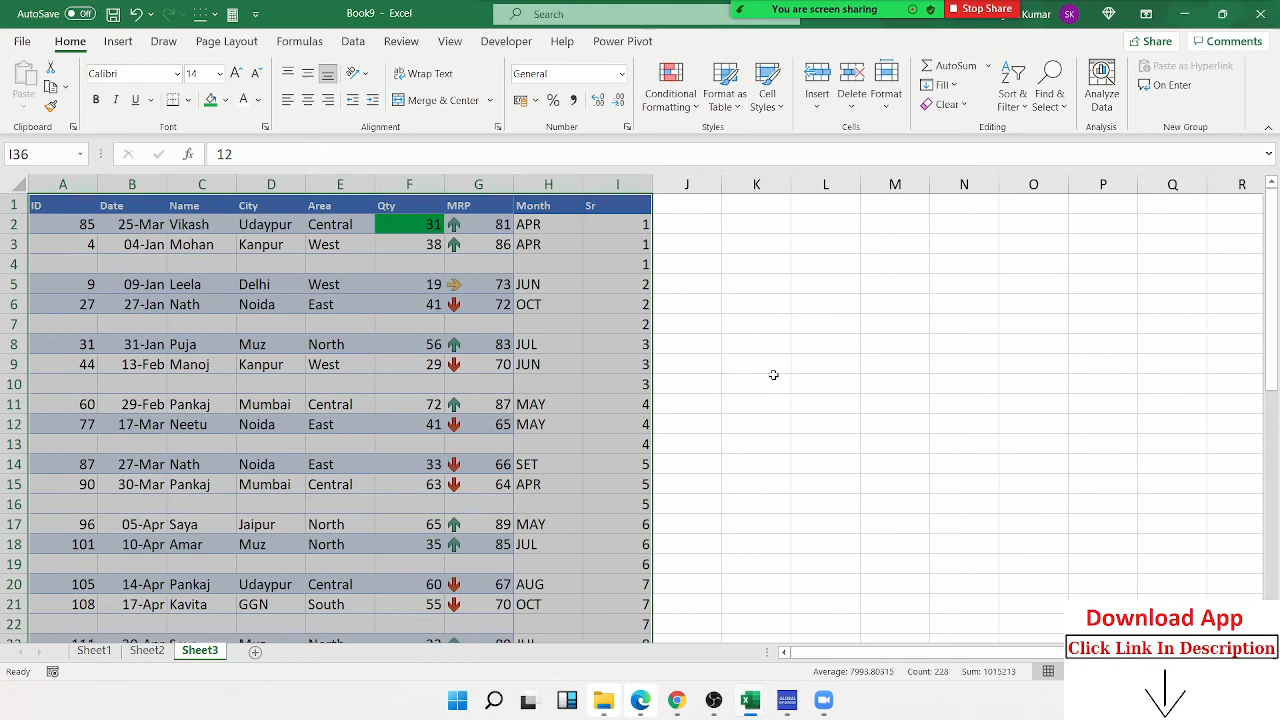 AutoSave Off Book6 - Excel Search You are screen sharing Stop Share Kumar SK
File Home Insert Draw Page Layout Formulas Data Review View Developer Help Power Pivot Share Comments
Calibri 14 Wrap Text General AutoSum Paste as Hyperlink
Paste B I U A Merge & Center Conditional Formatting Format as Table Cell Styles Insert Delete Format Fill Clear Sort & Filter Find & Select Analyze Data On Enter
Clipboard Font Alignment Number Styles Cells Editing Analysis New Group
I36 fx 12
A B C D E F G H I J K L M N O P Q R
1 ID Date Name City Area Qty MRP Month Sr
2 85 25-Mar Vikash Udaypur Central 31 81 APR 1
3 4 04-Jan Mohan Kanpur West 38 86 APR 1
4 1
5 9 09-Jan Leela Delhi West 19 73 JUN 2
6 27 27-Jan Nath Noida East 41 72 OCT 2
7 2
8 31 31-Jan Puja Muz North 56 83 JUL 3
9 44 13-Feb Manoj Kanpur West 29 70 JUN 3
10 3
11 60 29-Feb Pankaj Mumbai Central 72 87 MAY 4
12 77 17-Mar Neetu Noida East 41 65 MAY 4
13 4
14 87 27-Mar Nath Noida East 33 66 SET 5
15 90 30-Mar Pankaj Mumbai Central 63 64 APR 5
16 5
17 96 05-Apr Saya Jaipur North 65 89 MAY 6
18 101 10-Apr Amar Muz North 35 85 JUL 6
19 6
20 105 14-Apr Pankaj Udaypur Central 60 67 AUG 7
21 108 17-Apr Kavita GGN South 55 70 OCT 7
22 7
Download App
Click Link In Description
Sheet1 Sheet2 Sheet3
Ready Average: 7993.80315 Count: 228 Sum: 1015213